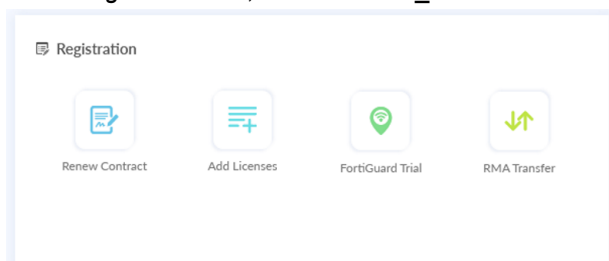 Registration
Renew Contract
Add Licenses
FortiGuard Trial
RMA Transfer